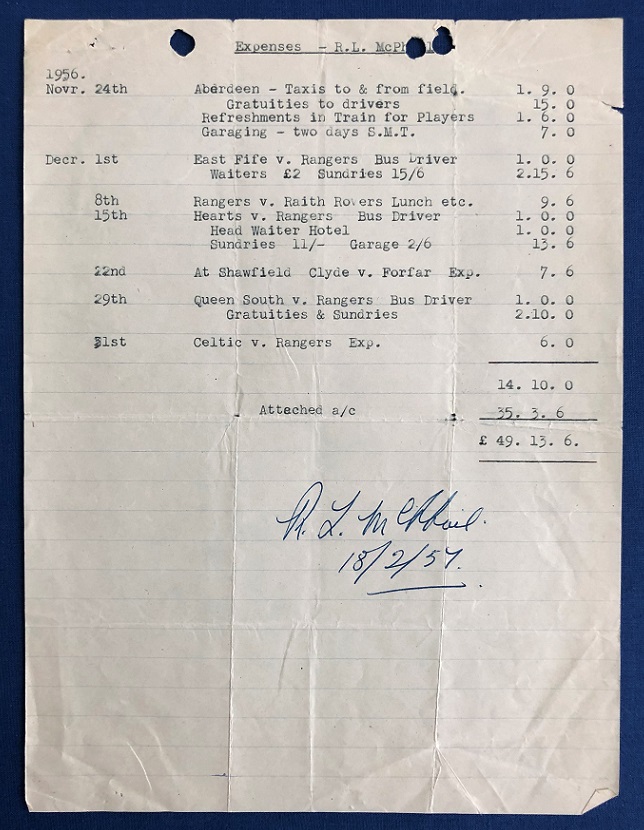 Expenses - R.L. McPh l
1956.
Novr. 24th Aberdeen - Taxis to & from field. 1. 9. 0
Gratuities to drivers 15. 0
Refreshments in Train for Players 1. 6. 0
Garaging - two days S.M.T. 7. 0
Decr. 1st East Fife v. Rangers Bus Driver 1. 0. 0
Waiters £2 Sundries 15/6 2.15. 6
8th Rangers v. Raith Rovers Lunch etc. 9. 6
15th Hearts v. Rangers Bus Driver 1. 0. 0
Head Waiter Hotel 1. 0. 0
Sundries 11/- Garage 2/6 13. 6
22nd At Shawfield Clyde v. Forfar Exp. 7. 6
29th Queen South v. Rangers Bus Driver 1. 0. 0
Gratuities & Sundries 2.10. 0
31st Celtic v. Rangers Exp. 6. 0
14. 10. 0
Attached a/c 35. 3. 6
£ 49. 13. 6.
R. L. McPhail.
18/2/57.